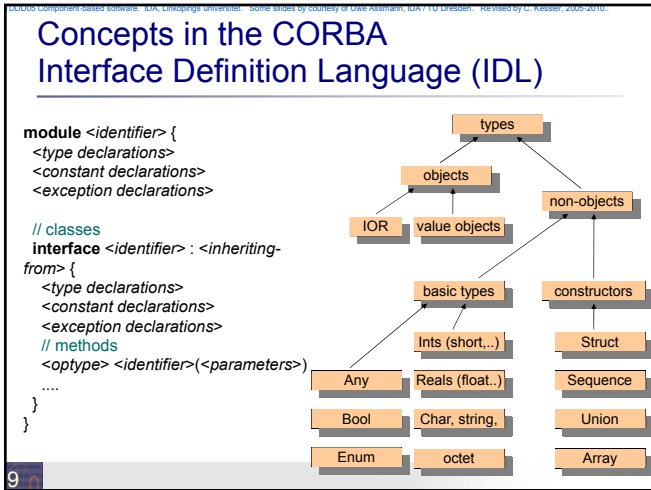 DDD05 Component-based software. IDA, Linköpings universitet. Some slides by courtesy of Uwe Assmann, IDA / TU Dresden. Revised by C. Kessler, 2005-2010..
Concepts in the CORBA
Interface Definition Language (IDL)
module <identifier> {
<type declarations>
<constant declarations>
<exception declarations>
// classes
interface <identifier> : <inheriting-
from> {
<type declarations>
<constant declarations>
<exception declarations>
// methods
<optype> <identifier>(<parameters>)
....
}
}
types
objects
non-objects
IOR
value objects
basic types
constructors
Ints (short,..)
Struct
Any
Reals (float..)
Sequence
Bool
Char, string,
Union
Enum
octet
Array
9